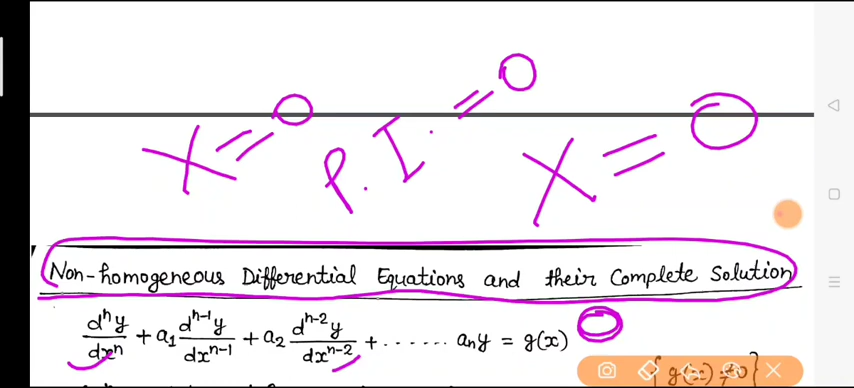 X = 0 P.I. = 0 X = 0
Non-homogeneous Differential Equations and their Complete Solution
dⁿy/dxⁿ + a₁ dⁿ⁻¹y/dxⁿ⁻¹ + a₂ dⁿ⁻²y/dxⁿ⁻² + ...... aₙy = g(x)
{g(x) ≠ 0}